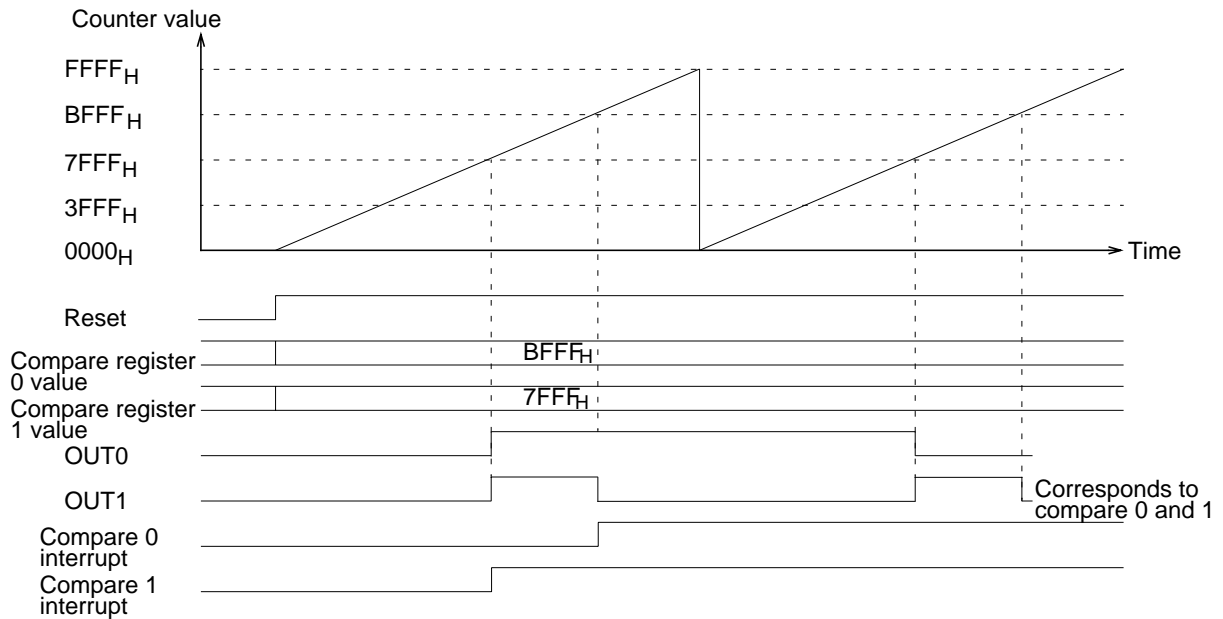 Counter value
FFFFH
BFFFH
7FFFH
3FFFH
0000H
Time
Reset
Compare register
0 value
BFFFH
Compare register
1 value
7FFFH
OUT0
OUT1
Corresponds to
compare 0 and 1
Compare 0
interrupt
Compare 1
interrupt